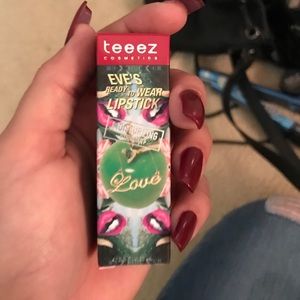 teeez
COSMETICS
EVE'S
READY TO WEAR
LIPSTICK
Love